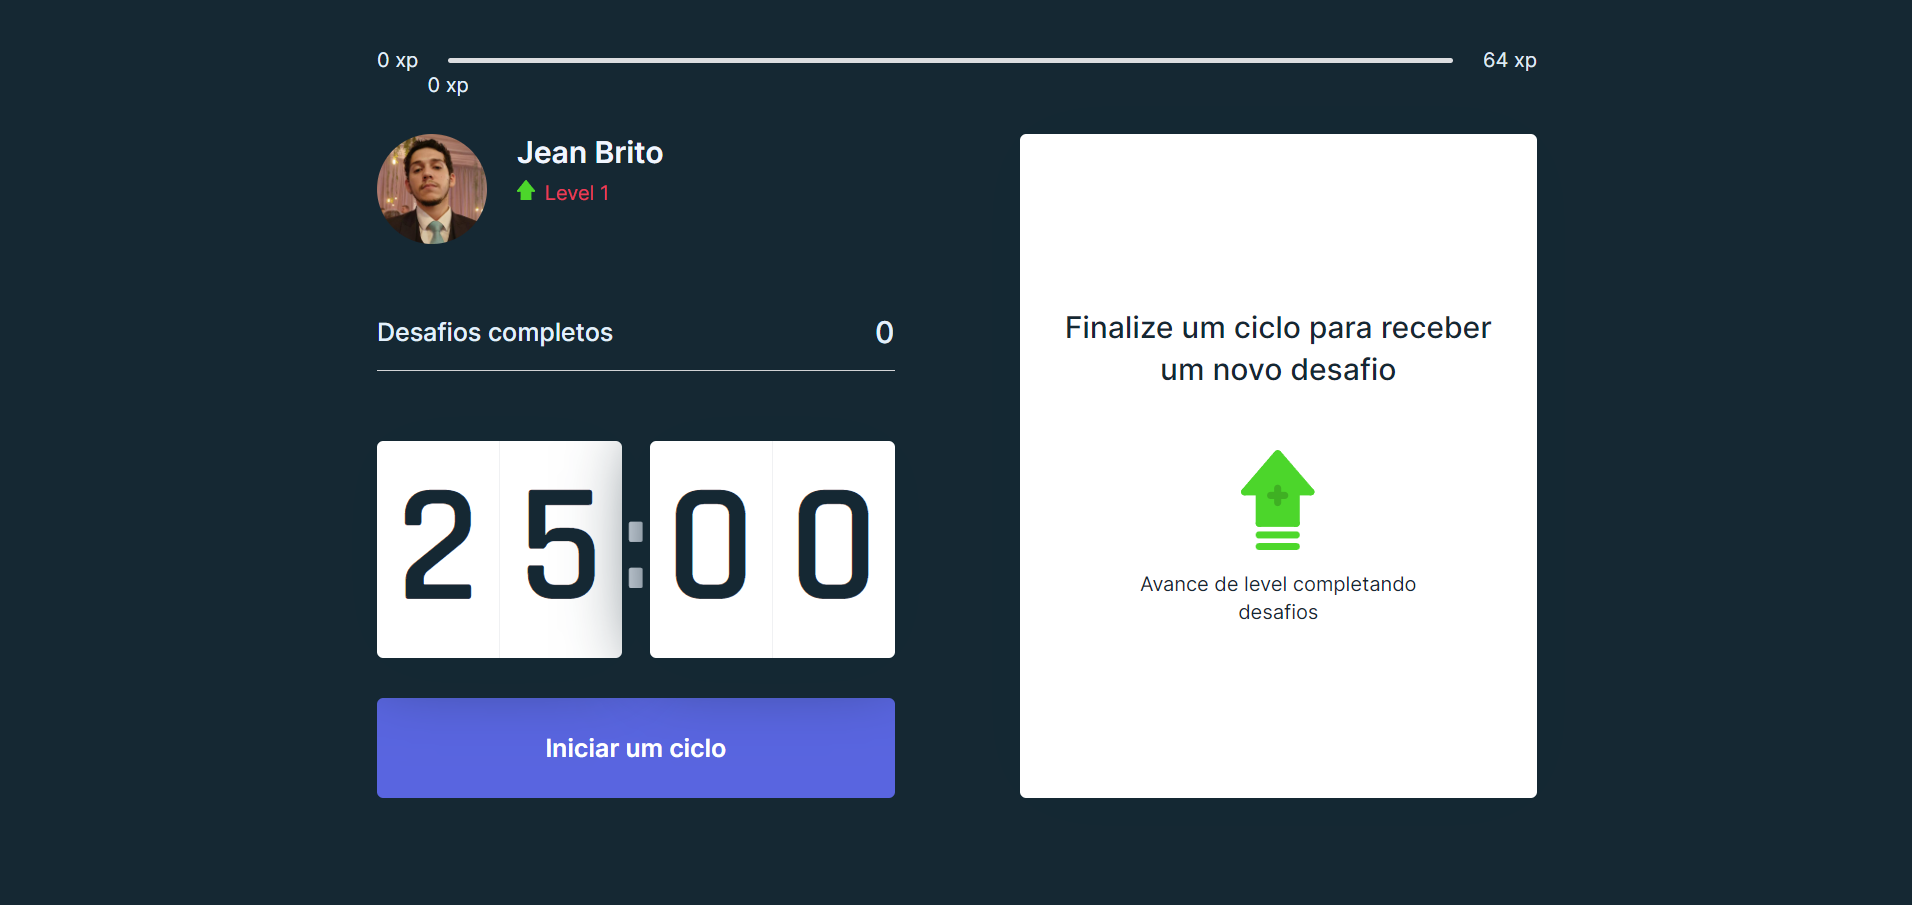 0 xp
64 xp
0 xp
Jean Brito
Level 1
Desafios completos
0
25:00
Iniciar um ciclo
Finalize um ciclo para receber
um novo desafio
Avance de level completando
desafios